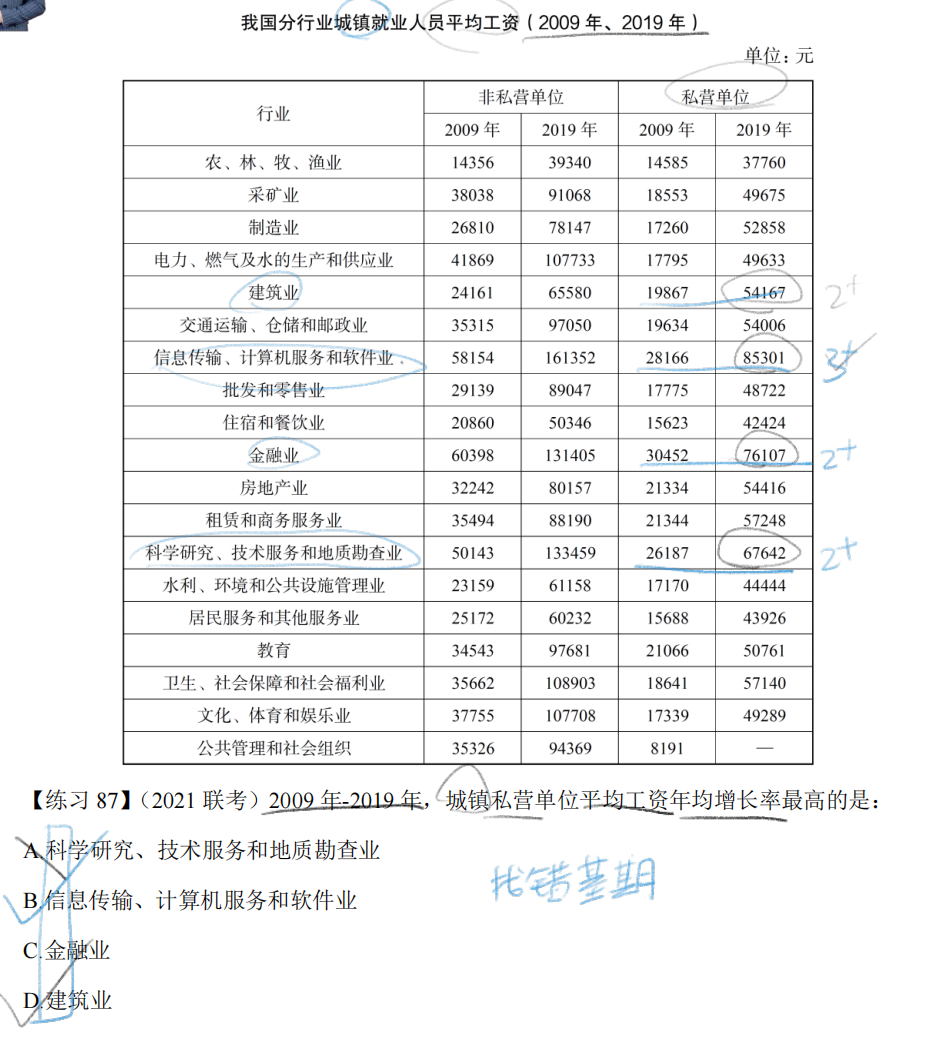 我国分行业城镇就业人员平均工资（2009 年、2019 年）
单位：元
行业 非私营单位 私营单位
2009 年 2019 年 2009 年 2019 年
农、林、牧、渔业 14356 39340 14585 37760
采矿业 38038 91068 18553 49675
制造业 26810 78147 17260 52858
电力、燃气及水的生产和供应业 41869 107733 17795 49633
建筑业 24161 65580 19867 54167 2+
交通运输、仓储和邮政业 35315 97050 19634 54006
信息传输、计算机服务和软件业 58154 161352 28166 85301 3+
批发和零售业 29139 89047 17775 48722
住宿和餐饮业 20860 50346 15623 42424
金融业 60398 131405 30452 76107 2+
房地产业 32242 80157 21334 54416
租赁和商务服务业 35494 88190 21344 57248
科学研究、技术服务和地质勘查业 50143 133459 26187 67642 2+
水利、环境和公共设施管理业 23159 61158 17170 44444
居民服务和其他服务业 25172 60232 15688 43926
教育 34543 97681 21066 50761
卫生、社会保障和社会福利业 35662 108903 18641 57140
文化、体育和娱乐业 37755 107708 17339 49289
公共管理和社会组织 35326 94369 8191 —
【练习 87】（2021 联考）2009 年-2019 年，城镇私营单位平均工资年均增长率最高的是：
A.科学研究、技术服务和地质勘查业
B.信息传输、计算机服务和软件业
找错基期
C.金融业
D.建筑业